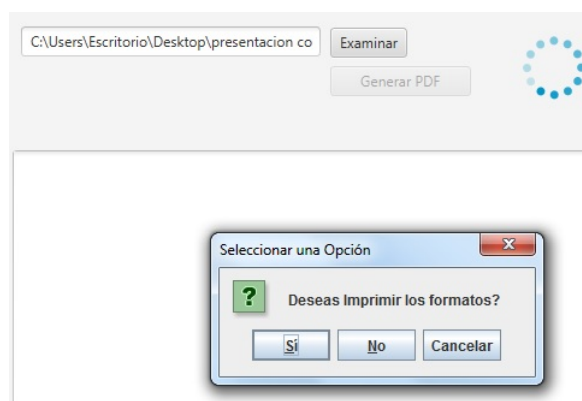 C:\Users\Escritorio\Desktop\presentacion co
Examinar
Generar PDF
Seleccionar una Opción
Deseas Imprimir los formatos?
Sí
No
Cancelar